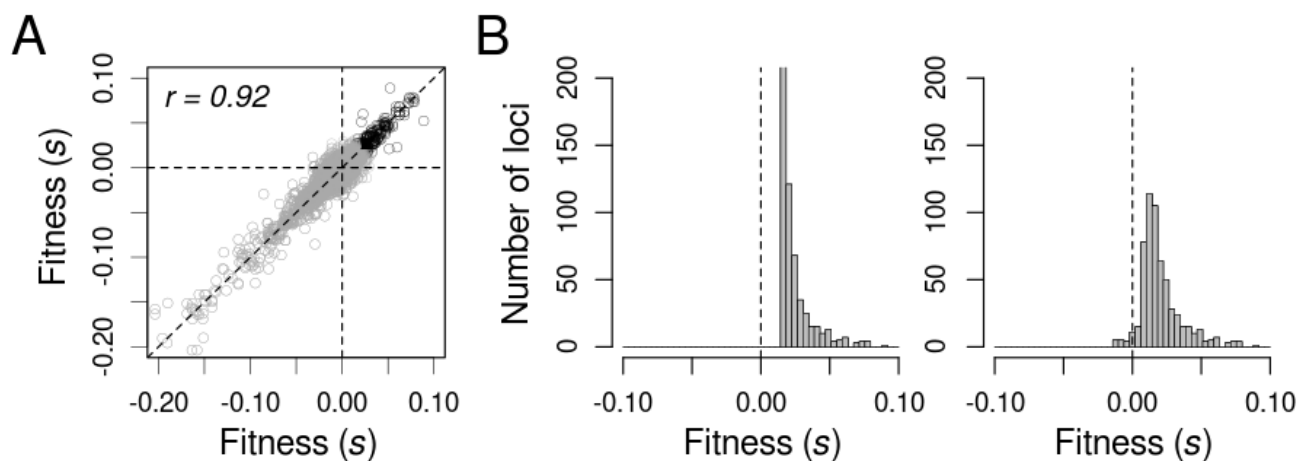 A
r = 0.92
Fitness (s)
0.10
0.00
-0.10
-0.20
-0.20 -0.10 0.00 0.10
Fitness (s)
B
Number of loci
200
150
100
50
0
-0.10 0.00 0.10
Fitness (s)
200
150
100
50
0
-0.10 0.00 0.10
Fitness (s)